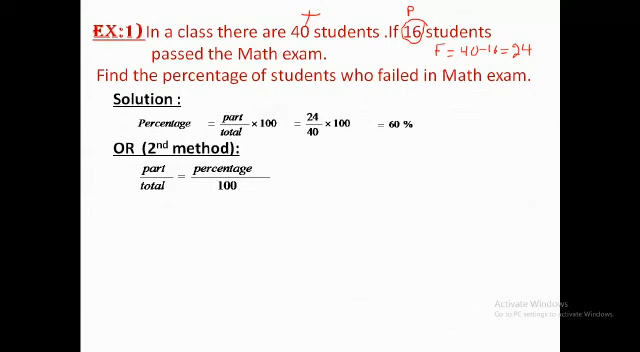 T
P
EX:1) In a class there are 40 students .If 16 students
passed the Math exam.
F = 40-16 = 24
Find the percentage of students who failed in Math exam.
Solution :
Percentage = part/total × 100 = 24/40 × 100 = 60 %
OR (2nd method):
part/total = percentage/100
Activate Windows
Go to PC settings to activate Windows.